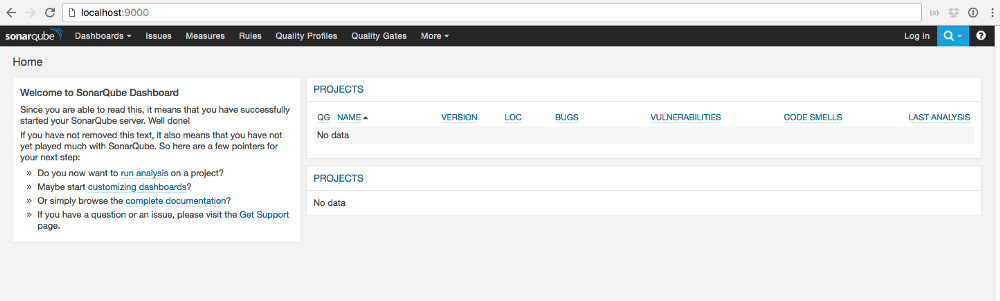 localhost:9000
sonarqube Dashboards Issues Measures Rules Quality Profiles Quality Gates More Log in
Home
Welcome to SonarQube Dashboard
Since you are able to read this, it means that you have successfully
started your SonarQube server. Well done!
If you have not removed this text, it also means that you have not
yet played much with SonarQube. So here are a few pointers for
your next step:
» Do you now want to run analysis on a project?
» Maybe start customizing dashboards?
» Or simply browse the complete documentation?
» If you have a question or an issue, please visit the Get Support
page.
PROJECTS
QG NAME VERSION LOC BUGS VULNERABILITIES CODE SMELLS LAST ANALYSIS
No data
PROJECTS
No data